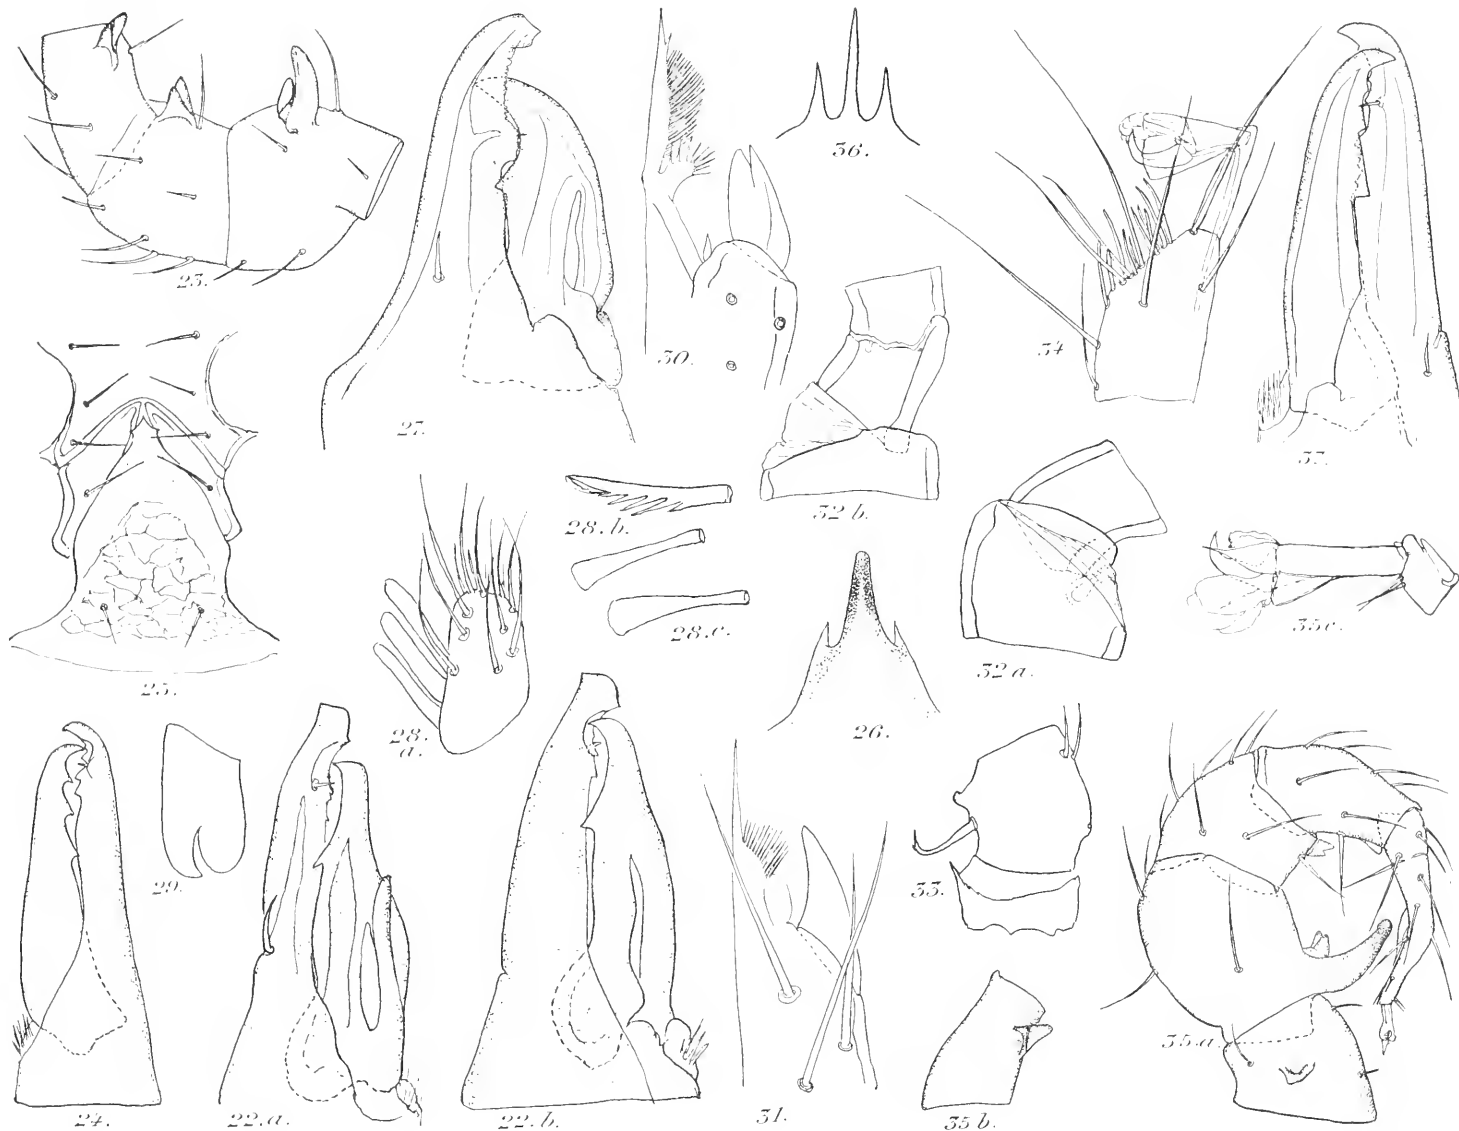 36.
23.
30.
34
27.
37.
32 b.
28. b.
28. c.
35 c.
32 a.
25.
26.
28.
a.
29.
33.
35. a.
24.
22. a.
22. b.
31.
35 b.